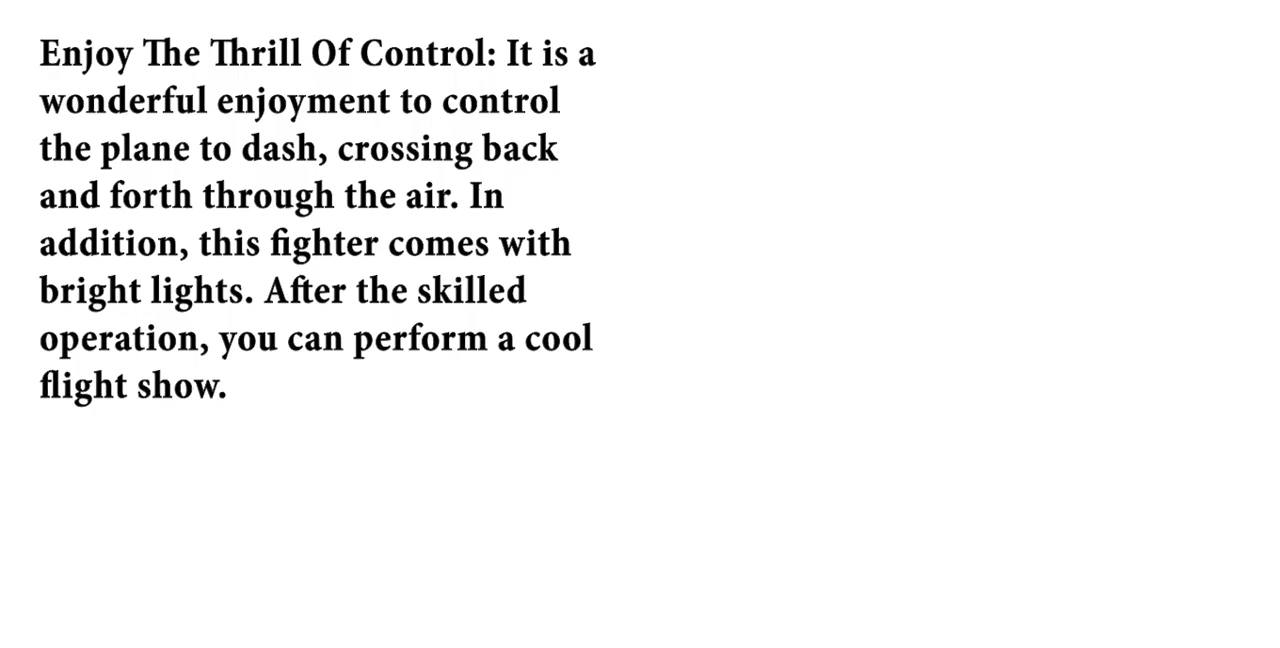 Enjoy The Thrill Of Control: It is a
wonderful enjoyment to control
the plane to dash, crossing back
and forth through the air. In
addition, this fighter comes with
bright lights. After the skilled
operation, you can perform a cool
flight show.